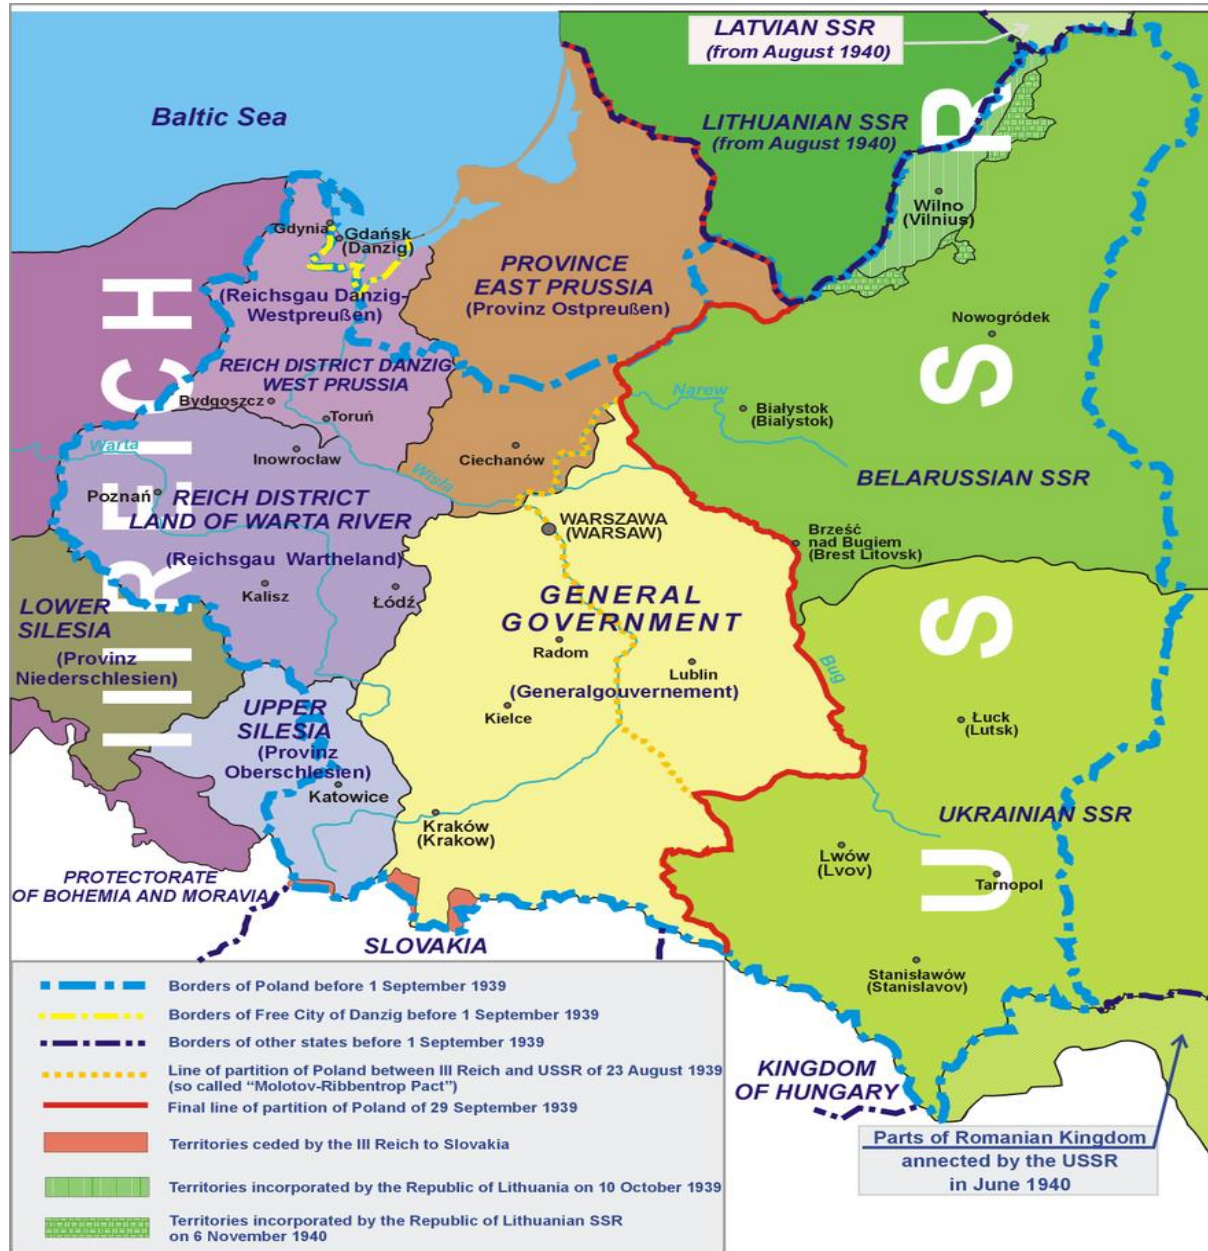 LATVIAN SSR
(from August 1940)
Baltic Sea
LITHUANIAN SSR
(from August 1940)
Wilno
(Vilnius)
Gdynia
Gdańsk
(Danzig)
PROVINCE
EAST PRUSSIA
(Provinz Ostpreußen)
(Reichsgau Danzig-
Westpreußen)
Nowogródek
REICH DISTRICT DANZIG
WEST PRUSSIA
Bydgoszcz
Toruń
Narew
Białystok
(Bialystok)
Warta
Inowrocław
Ciechanów
Wisła
BELARUSSIAN SSR
Poznań
REICH DISTRICT
LAND OF WARTA RIVER
(Reichsgau Wartheland)
WARSZAWA
(WARSAW)
Brześć
nad Bugiem
(Brest Litovsk)
Kalisz
Łódź
GENERAL
GOVERNMENT
LOWER
SILESIA
(Provinz
Niederschlesien)
Radom
Lublin
Bug
(Generalgouvernement)
Kielce
III REICH
USSR
UPPER
SILESIA
(Provinz
Oberschlesien)
Łuck
(Lutsk)
Katowice
Kraków
(Krakow)
UKRAINIAN SSR
Lwów
(Lvov)
Tarnopol
PROTECTORATE
OF BOHEMIA AND MORAVIA
SLOVAKIA
Stanisławów
(Stanislavov)
KINGDOM
OF HUNGARY
Parts of Romanian Kingdom
annected by the USSR
in June 1940
Borders of Poland before 1 September 1939
Borders of Free City of Danzig before 1 September 1939
Borders of other states before 1 September 1939
Line of partition of Poland between III Reich and USSR of 23 August 1939
(so called “Molotov-Ribbentrop Pact”)
Final line of partition of Poland of 29 September 1939
Territories ceded by the III Reich to Slovakia
Territories incorporated by the Republic of Lithuania on 10 October 1939
Territories incorporated by the Republic of Lithuanian SSR
on 6 November 1940